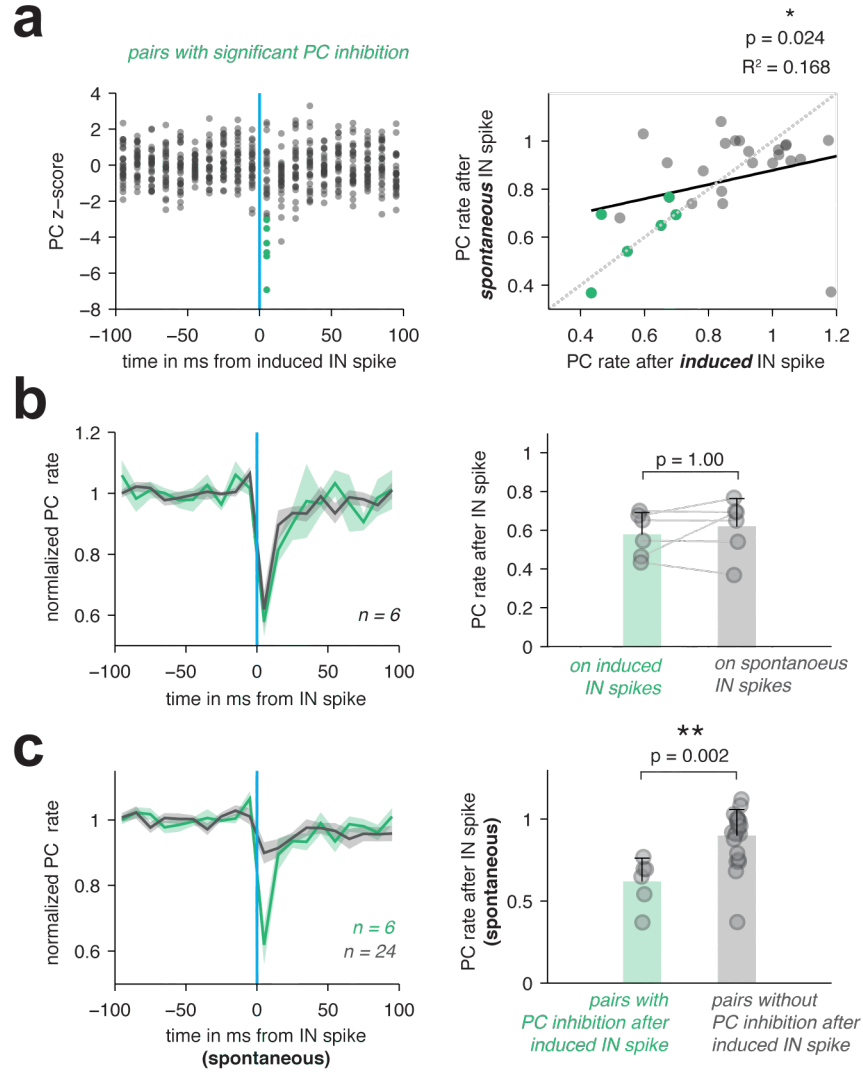 a
pairs with significant PC inhibition
4
2
0
−2
−4
−6
−8
PC z−score
−100
−50
0
50
100
time in ms from induced IN spike
*
p = 0.024
R² = 0.168
1
0.8
0.6
0.4
PC rate after
spontaneous IN spike
0.4
0.6
0.8
1
1.2
PC rate after induced IN spike
b
1.2
1
0.8
0.6
normlalized PC rate
n = 6
−100
−50
0
50
100
time in ms from IN spike
p = 1.00
1
0.8
0.6
0.4
0.2
0
PC rate after IN spike
on induced
IN spikes
on spontanoeus
IN spikes
c
1
0.8
0.6
normalized PC rate
n = 6
n = 24
−100
−50
0
50
100
time in ms from IN spike
(spontaneous)
**
p = 0.002
1
0.5
0
PC rate after IN spike
(spontaneous)
pairs with
PC inhibition after
induced IN spike
pairs without
PC inhibition after
induced IN spike